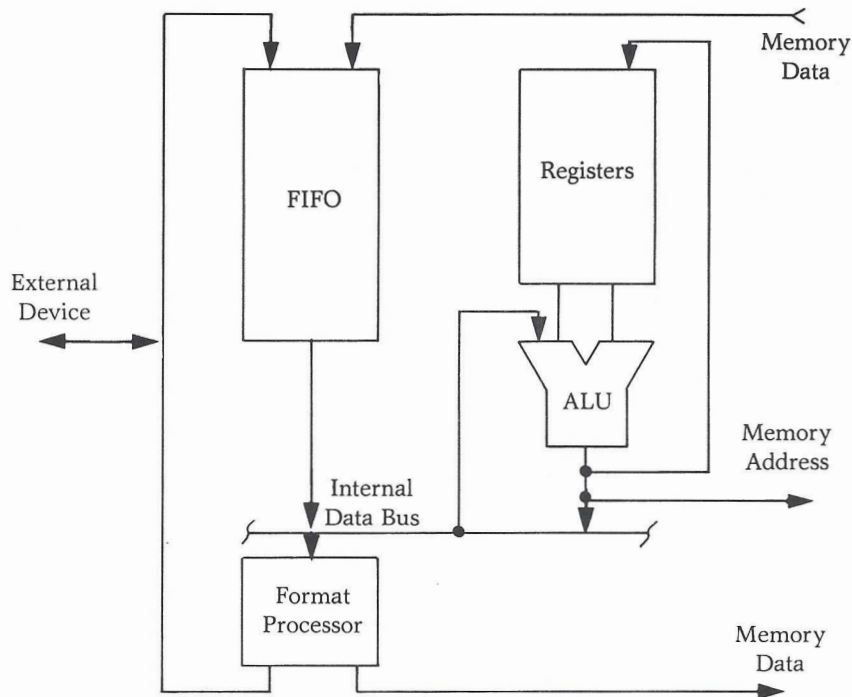 Memory
Data
Registers
FIFO
External
Device
ALU
Memory
Address
Internal
Data Bus
Format
Processor
Memory
Data